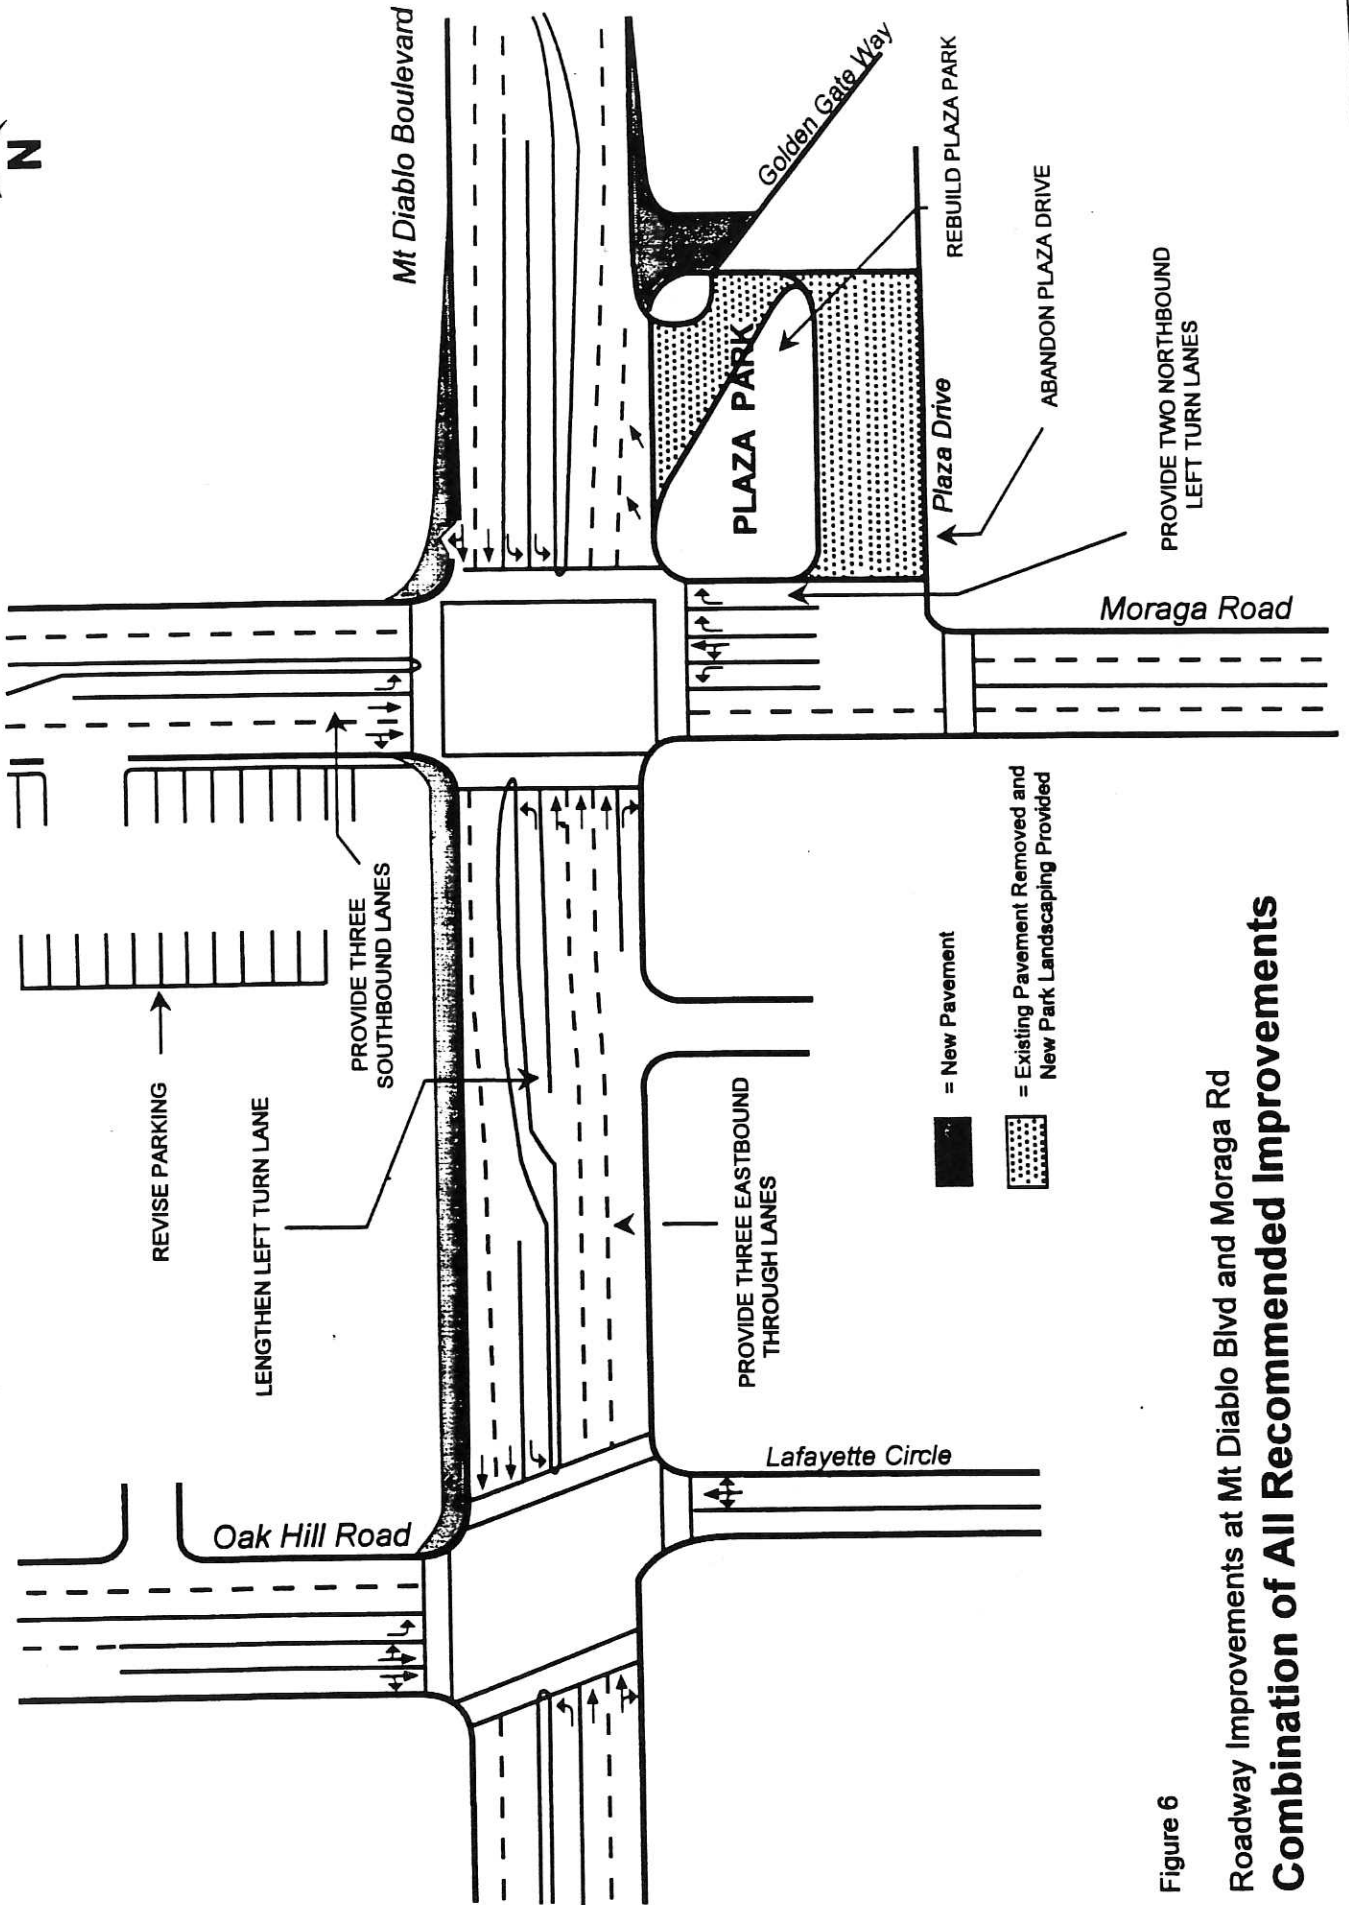 N
Mt Diablo Boulevard
Golden Gate Way
REBUILD PLAZA PARK
PLAZA PARK
ABANDON PLAZA DRIVE
Plaza Drive
PROVIDE TWO NORTHBOUND
LEFT TURN LANES
Moraga Road
PROVIDE THREE
SOUTHBOUND LANES
REVISE PARKING
LENGTHEN LEFT TURN LANE
PROVIDE THREE EASTBOUND
THROUGH LANES
Oak Hill Road
Lafayette Circle
= New Pavement
= Existing Pavement Removed and
New Park Landscaping Provided
Figure 6
Roadway Improvements at Mt Diablo Blvd and Moraga Rd
Combination of All Recommended Improvements